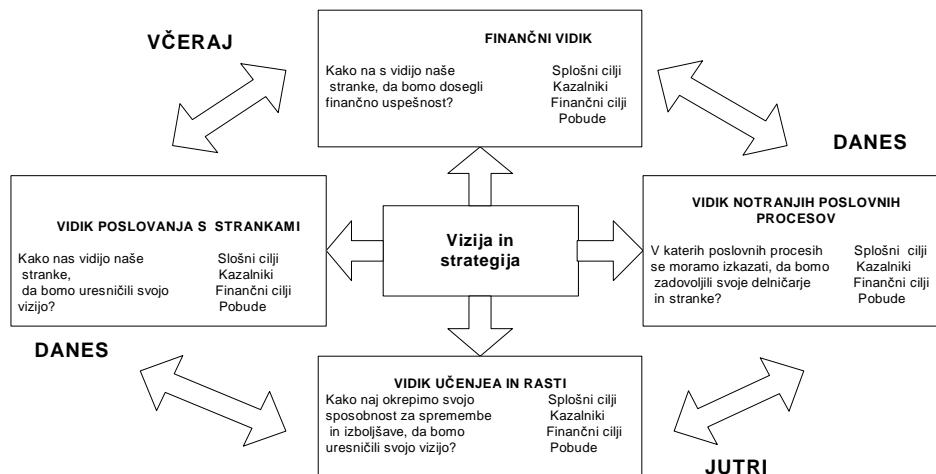 VČERAJ
FINANČNI VIDIK
Kako na s vidijo naše
stranke, da bomo dosegli
finančno uspešnost?
Splošni cilji
Kazalniki
Finančni cilji
Pobude
DANES
VIDIK POSLOVANJA S STRANKAMI
Kako nas vidijo naše
stranke,
da bomo uresničili svojo
vizijo?
Slošni cilji
Kazalniki
Finančni cilji
Pobude
Vizija in
strategija
VIDIK NOTRANJIH POSLOVNIH
PROCESOV
V katerih poslovnih procesih
se moramo izkazati, da bomo
zadovoljili svoje delničarje
in stranke?
Splošni cilji
Kazalniki
Finančni cilji
Pobude
DANES
VIDIK UČENJEA IN RASTI
Kako naj okrepimo svojo
sposobnost za spremembe
in izboljšave, da bomo
uresničili svojo vizijo?
Splošni cilji
Kazalniki
Finančni cilji
Pobude
JUTRI